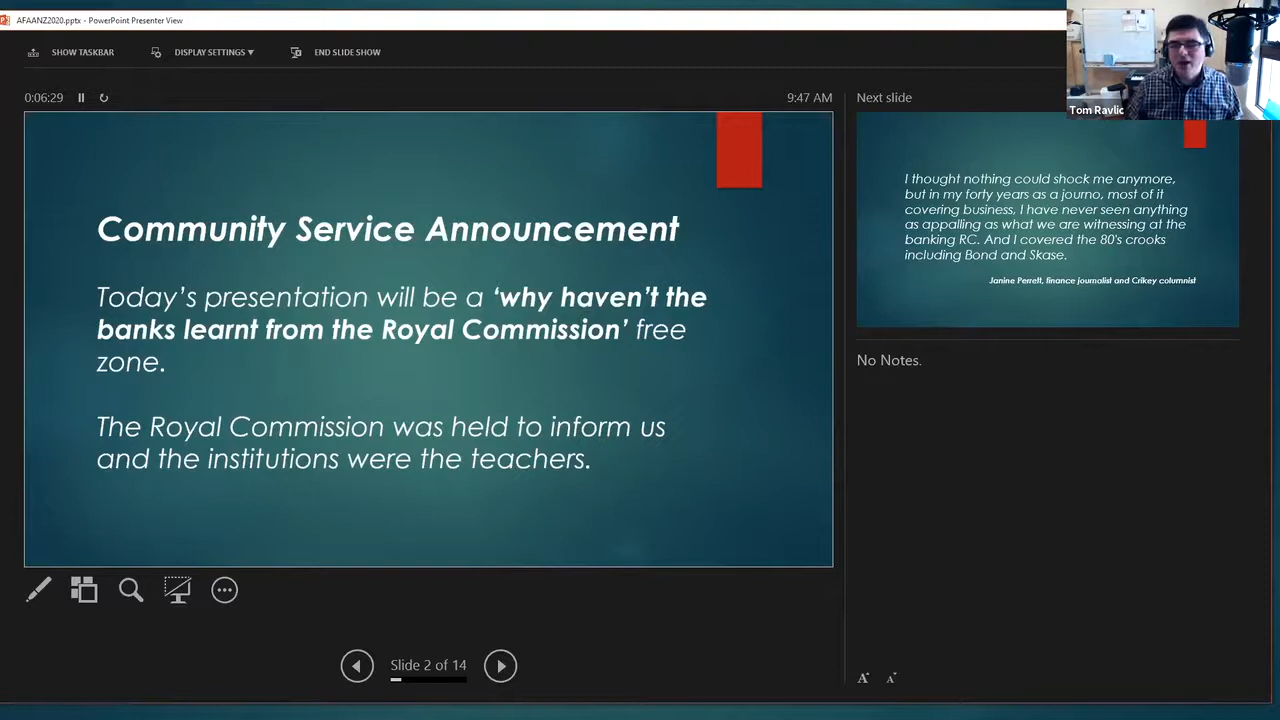 AFAANZ2020.pptx - PowerPoint Presenter View
SHOW TASKBAR
DISPLAY SETTINGS ▾
END SLIDE SHOW
Tom Ravlic
0:06:29
9:47 AM
Next slide
Community Service Announcement
Today's presentation will be a ‘why haven't the
banks learnt from the Royal Commission’ free
zone.
The Royal Commission was held to inform us
and the institutions were the teachers.
I thought nothing could shock me anymore,
but in my forty years as a journo, most of it
covering business, I have never seen anything
as appalling as what we are witnessing at the
banking RC. And I covered the 80's crooks
including Bond and Skase.
Janine Perrett, finance journalist and Crikey columnist
No Notes.
Slide 2 of 14
A A